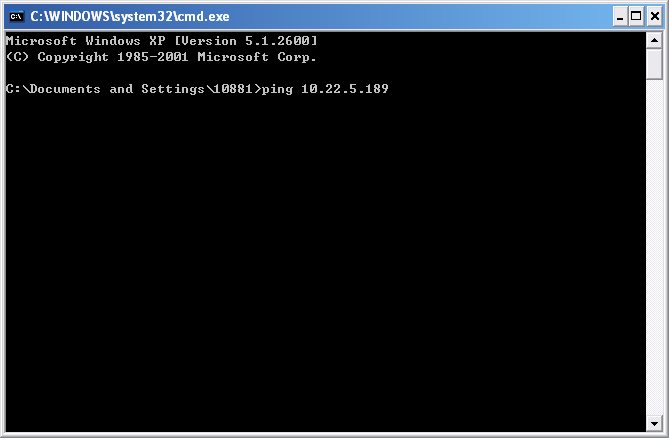 C:\WINDOWS\system32\cmd.exe
Microsoft Windows XP [Version 5.1.2600]
(C) Copyright 1985-2001 Microsoft Corp.
C:\Documents and Settings\10881>ping 10.22.5.189